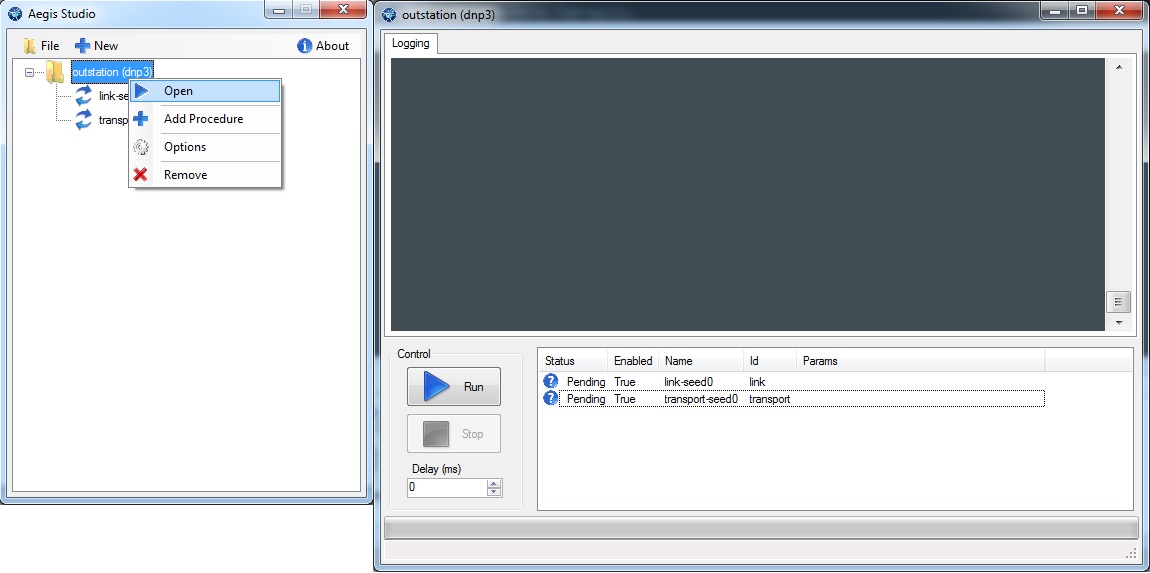 Aegis Studio
File New About
outstation (dnp3)
link-se
transp
Open
Add Procedure
Options
Remove
outstation (dnp3)
Logging
Control
Run
Stop
Delay (ms)
0
Status Enabled Name Id Params
? Pending True link-seed0 link
? Pending True transport-seed0 transport